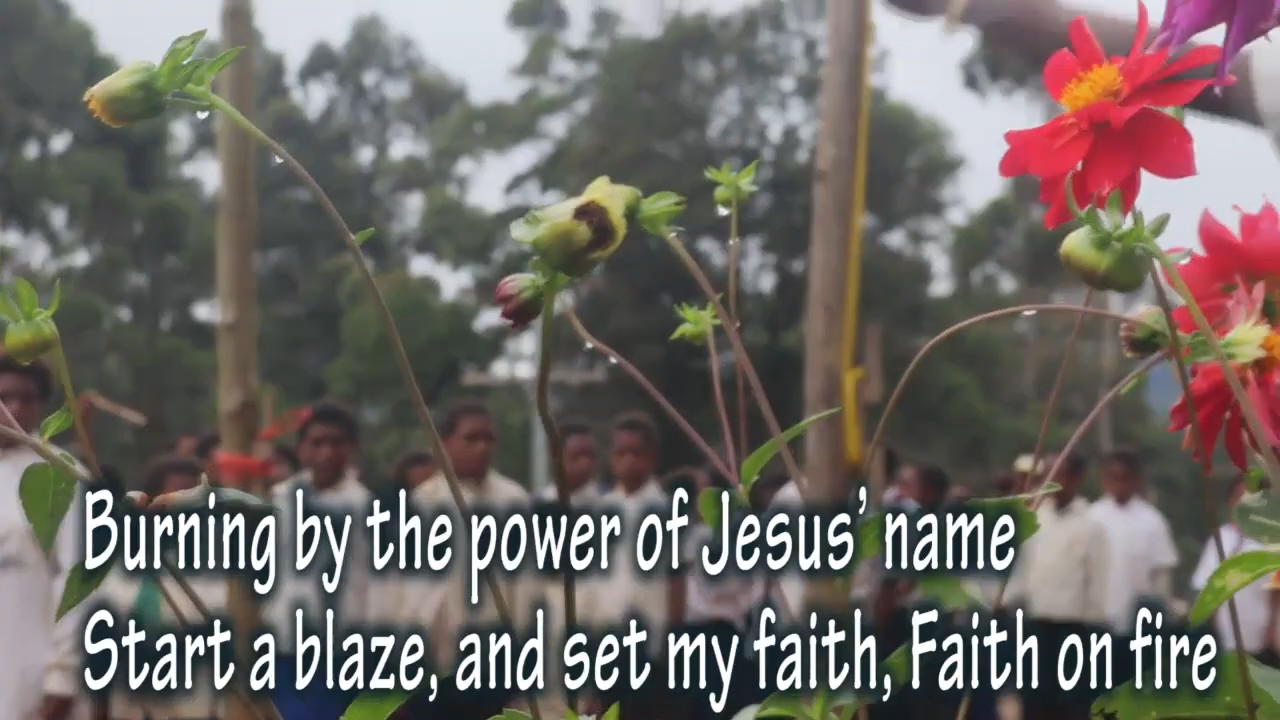 Burning by the power of Jesus’ name
Start a blaze, and set my faith, Faith on fire